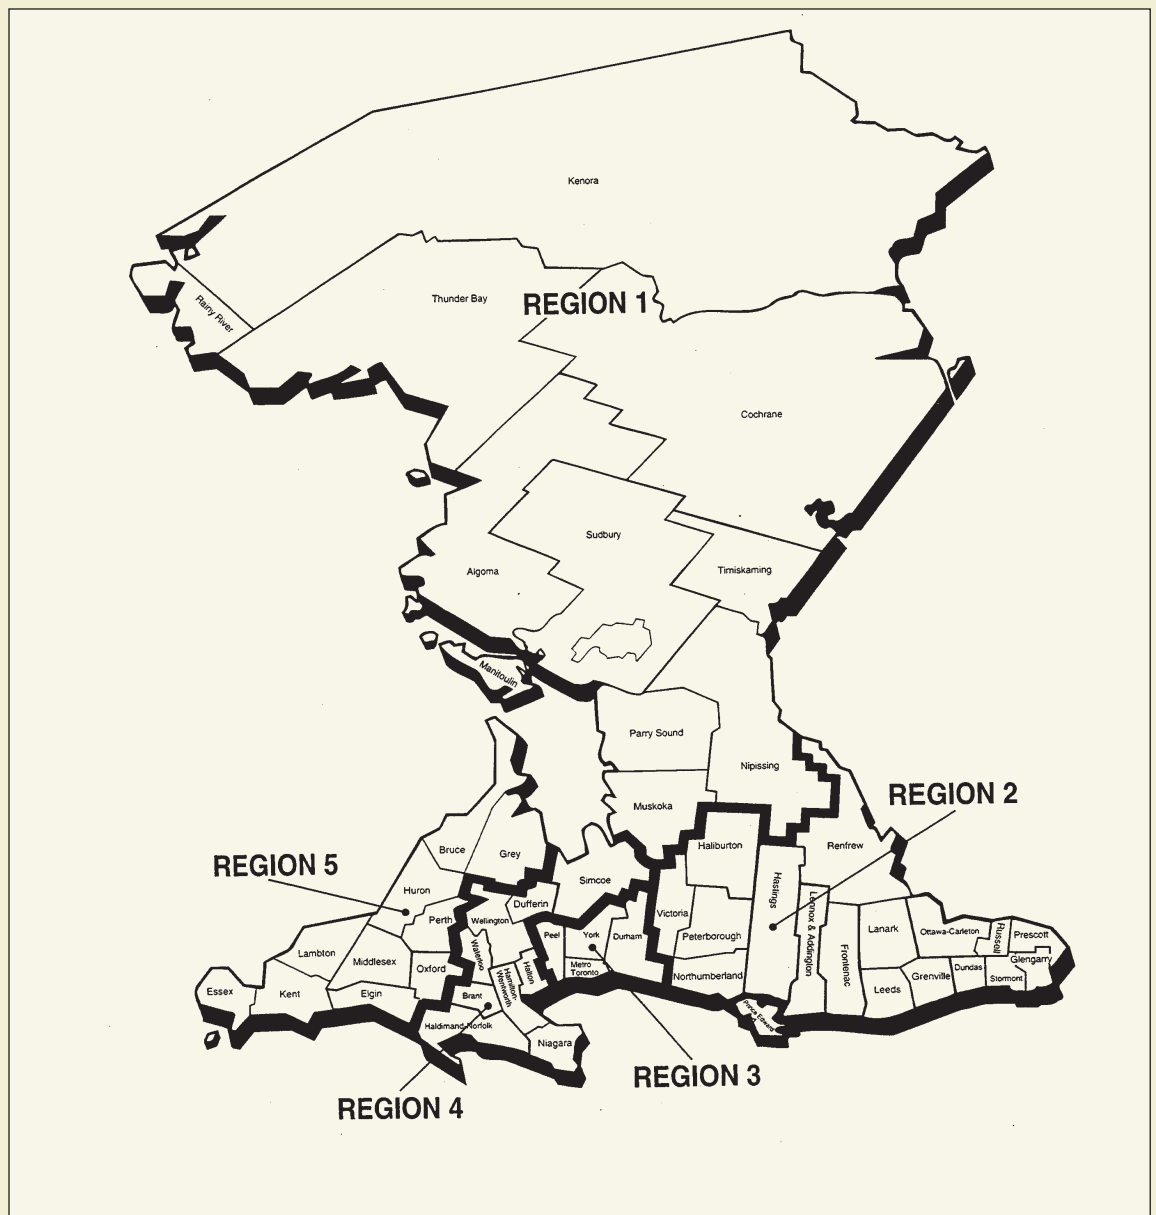 Kenora
Rainy River
Thunder Bay
REGION 1
Cochrane
Sudbury
Algoma
Timiskaming
Manitoulin
Parry Sound
Nipissing
Muskoka
REGION 2
Haliburton
Renfrew
Bruce
Grey
REGION 5
Simcoe
Huron
Dufferin
Hastings
Lennox & Addington
Perth
Wellington
Victoria
Peel
York
Durham
Peterborough
Frontenac
Lanark
Ottawa-Carleton
Russell
Prescott
Lambton
Middlesex
Oxford
Waterloo
Halton
Hamilton-
Wentworth
Metro
Toronto
Northumberland
Glengarry
Dundas
Stormont
Grenville
Leeds
Essex
Kent
Elgin
Brant
Prince Edward
Haldimand-Norfolk
Niagara
REGION 3
REGION 4